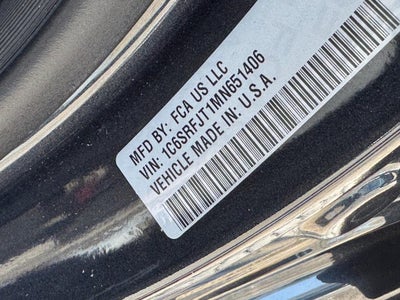 MFD BY: FCA US LLC
VIN: 1C6SRFJT1MN651406
VEHICLE MADE IN: U.S.A.